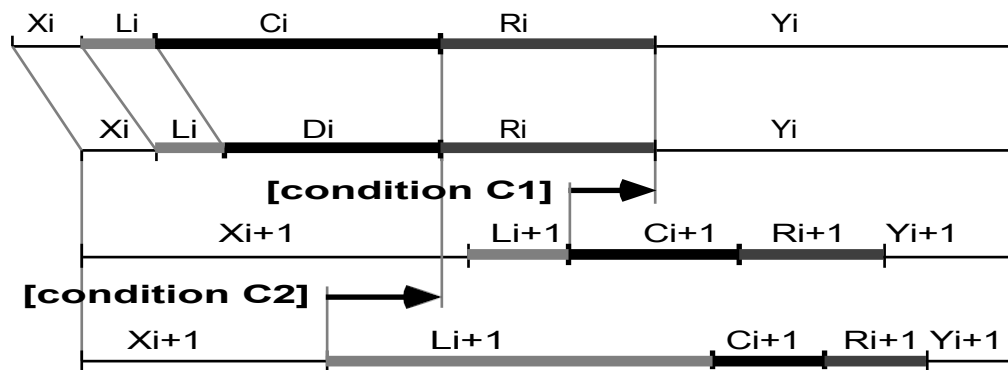 Xi Li Ci Ri Yi
Xi Li Di Ri Yi
[condition C1]
Xi+1 Li+1 Ci+1 Ri+1 Yi+1
[condition C2]
Xi+1 Li+1 Ci+1 Ri+1 Yi+1